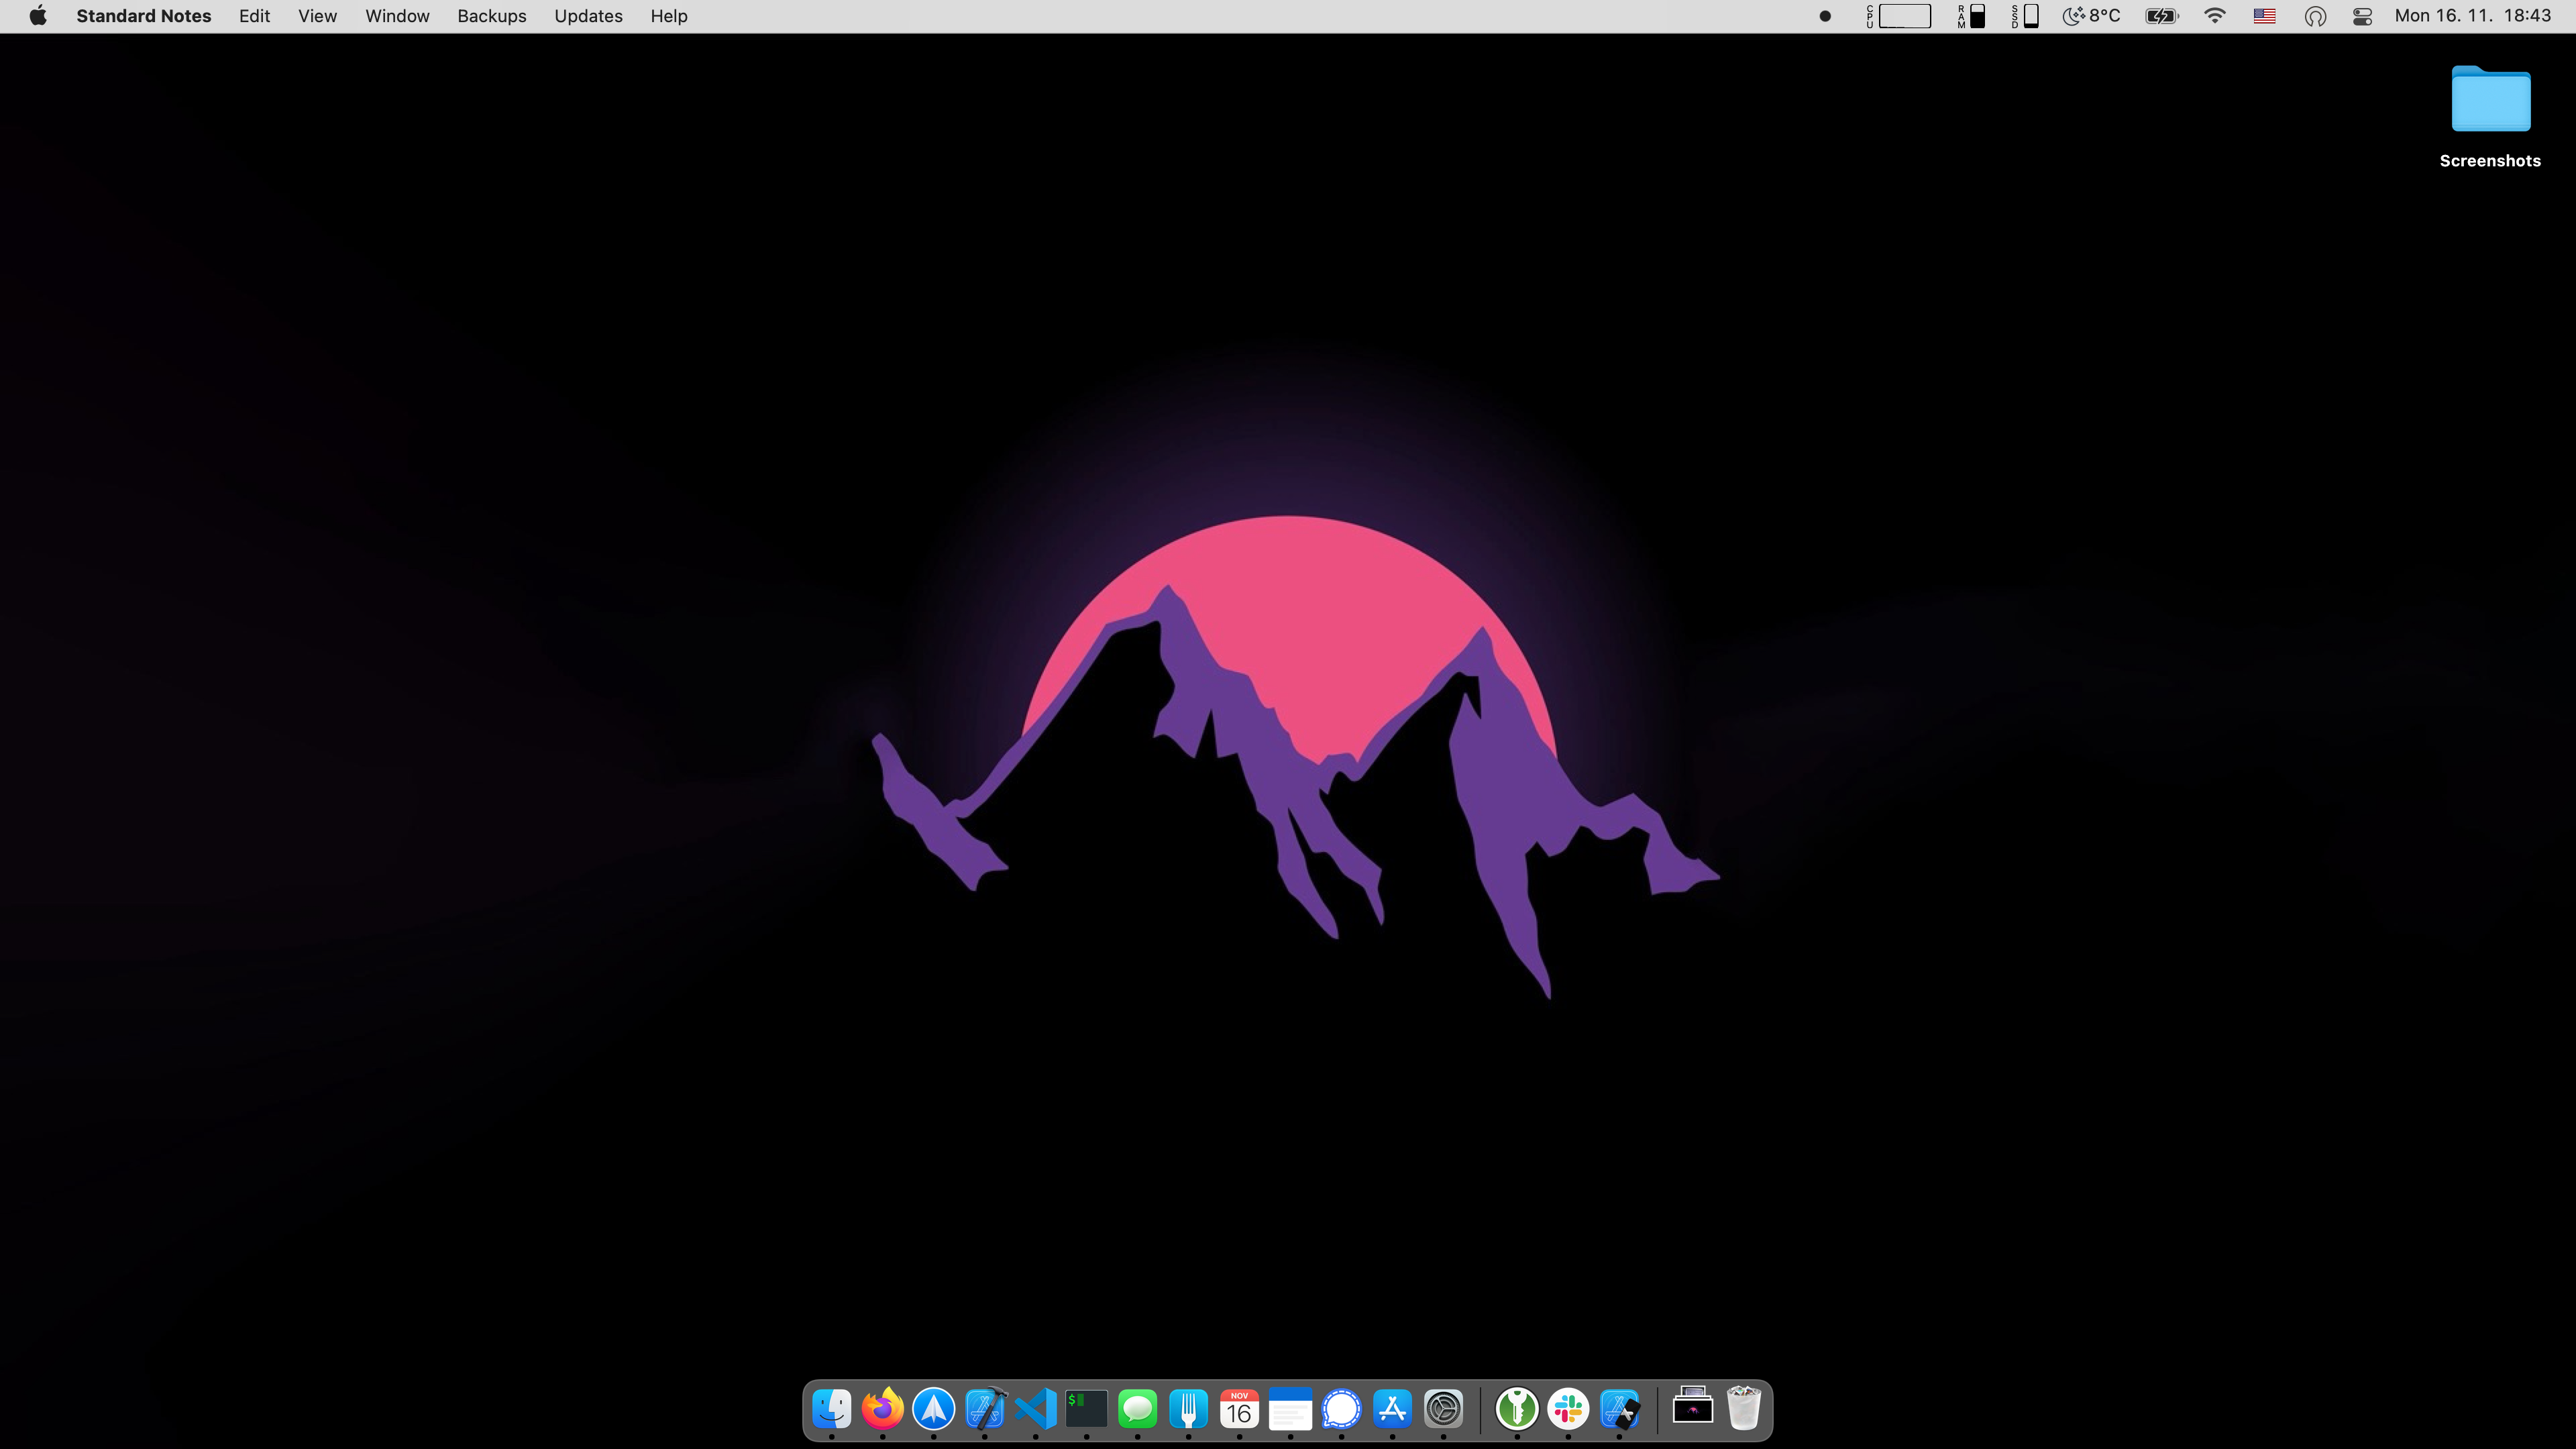 Standard Notes Edit View Window Backups Updates Help CPU RAM SSD 8°C Mon 16. 11. 18:43
Screenshots
$
NOV
16